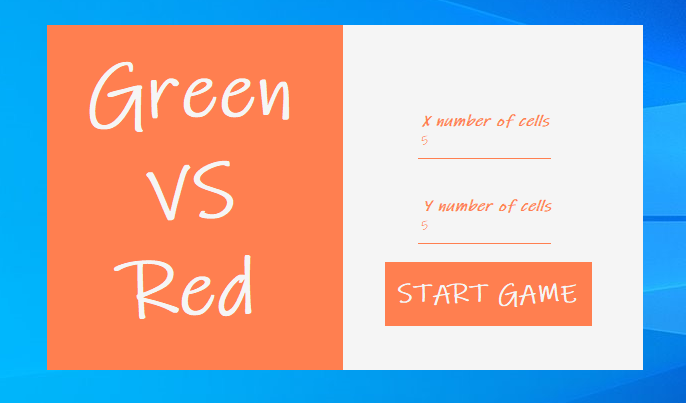 Green
VS
Red
X number of cells
5
Y number of cells
5
START GAME